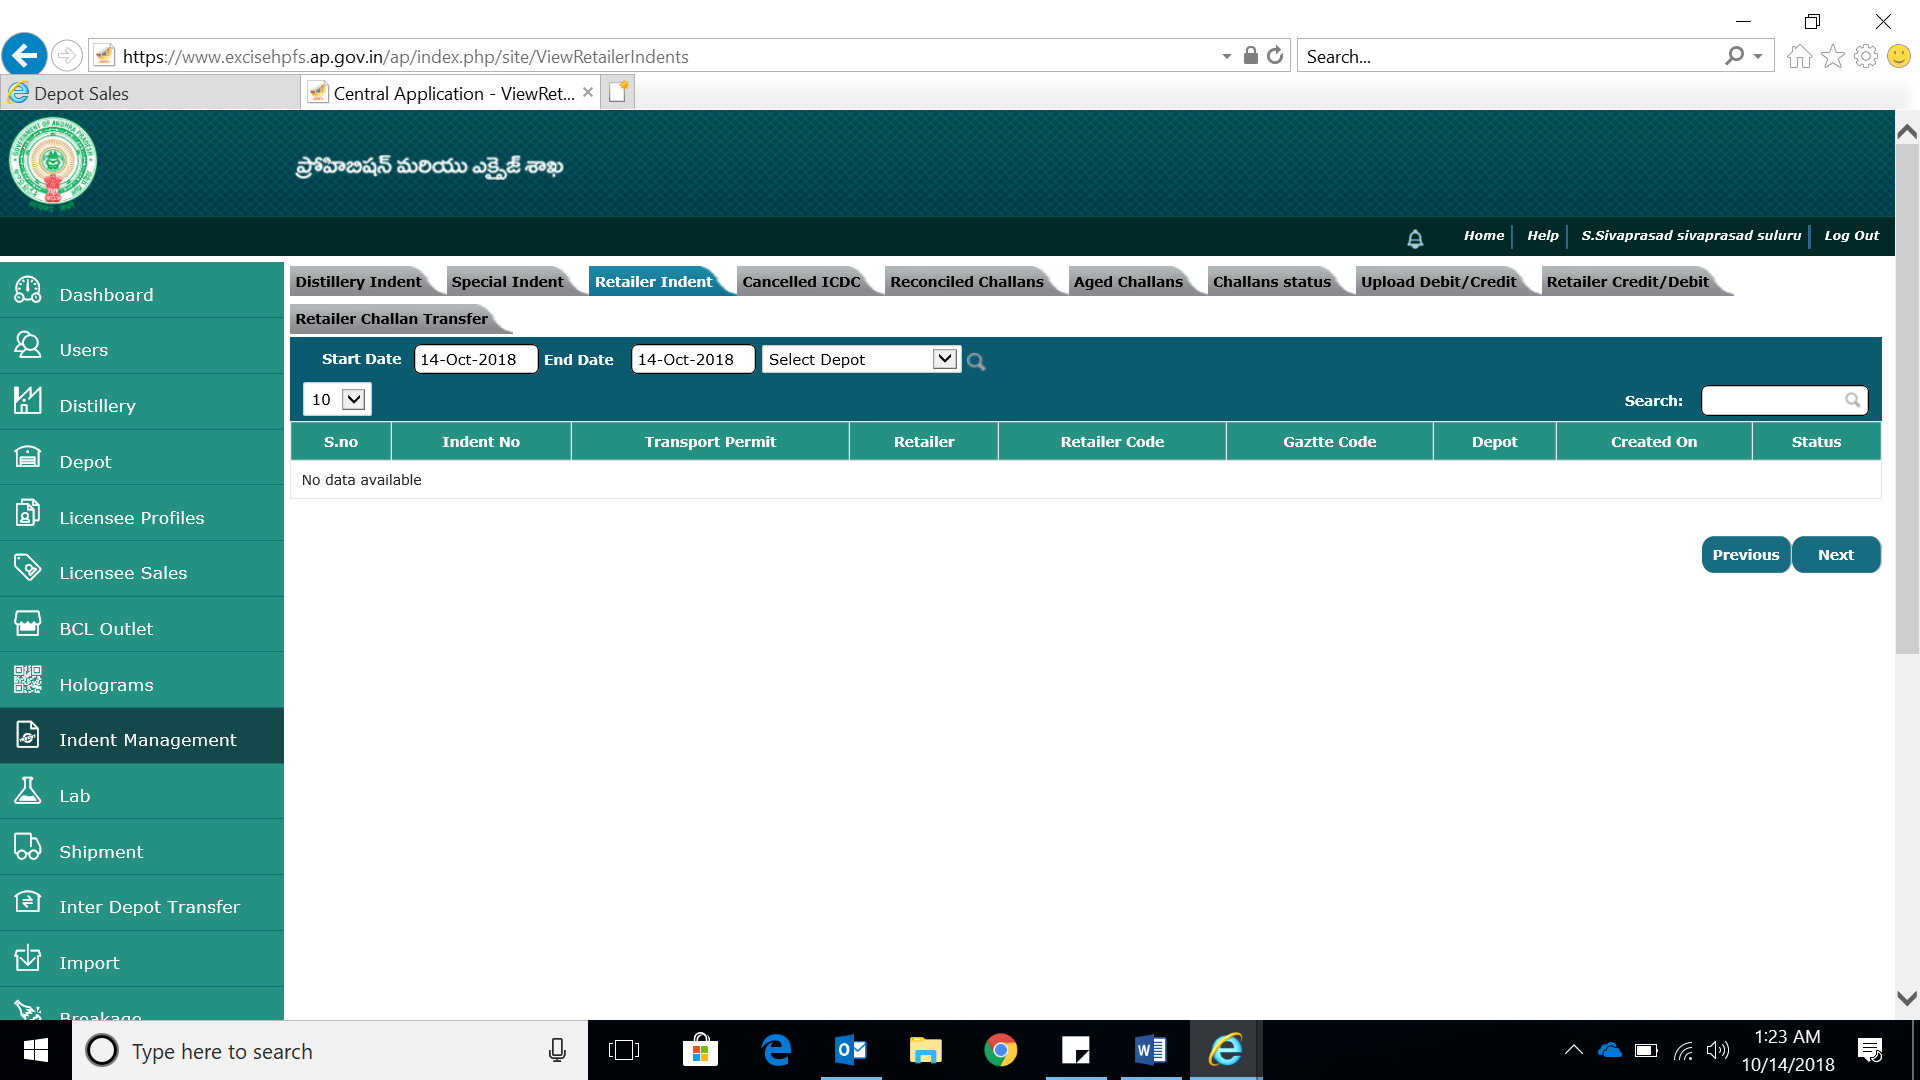 https://www.excisehpfs.ap.gov.in/ap/index.php/site/ViewRetailerIndents
Search...
Depot Sales
Central Application - ViewRet...
ప్రోహిబిషన్ మరియు ఎక్సైజ్ శాఖ
Home
Help
S.Sivaprasad sivaprasad suluru
Log Out
Dashboard
Users
Distillery
Depot
Licensee Profiles
Licensee Sales
BCL Outlet
Holograms
Indent Management
Lab
Shipment
Inter Depot Transfer
Import
Breakage
Distillery Indent
Special Indent
Retailer Indent
Cancelled ICDC
Reconciled Challans
Aged Challans
Challans status
Upload Debit/Credit
Retailer Credit/Debit
Retailer Challan Transfer
Start Date 14-Oct-2018 End Date 14-Oct-2018 Select Depot
10
Search:
S.no Indent No Transport Permit Retailer Retailer Code Gaztte Code Depot Created On Status
No data available
Previous Next
Type here to search
1:23 AM
10/14/2018